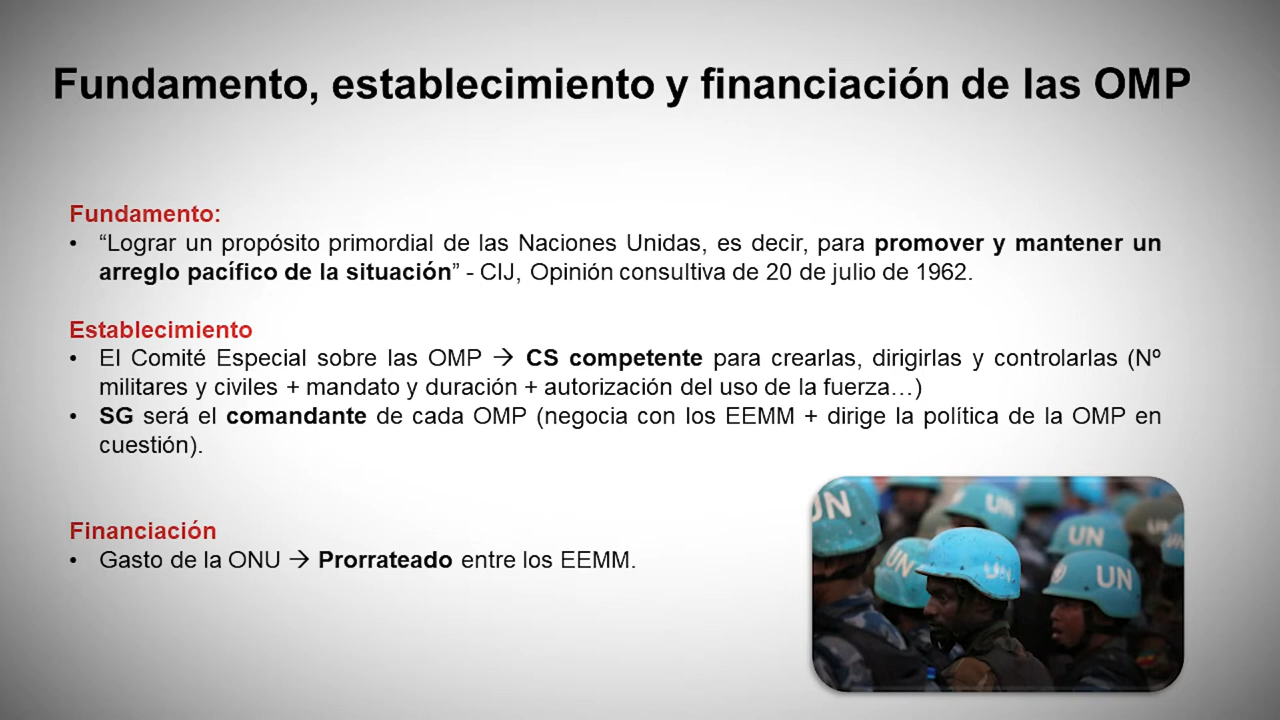 Fundamento, establecimiento y financiación de las OMP
Fundamento:
• “Lograr un propósito primordial de las Naciones Unidas, es decir, para promover y mantener un
arreglo pacífico de la situación” - CIJ, Opinión consultiva de 20 de julio de 1962.
Establecimiento
• El Comité Especial sobre las OMP → CS competente para crearlas, dirigirlas y controlarlas (Nº
militares y civiles + mandato y duración + autorización del uso de la fuerza…)
• SG será el comandante de cada OMP (negocia con los EEMM + dirige la política de la OMP en
cuestión).
Financiación
• Gasto de la ONU → Prorrateado entre los EEMM.
UN
UN
UN
UN
UN
UN
UN